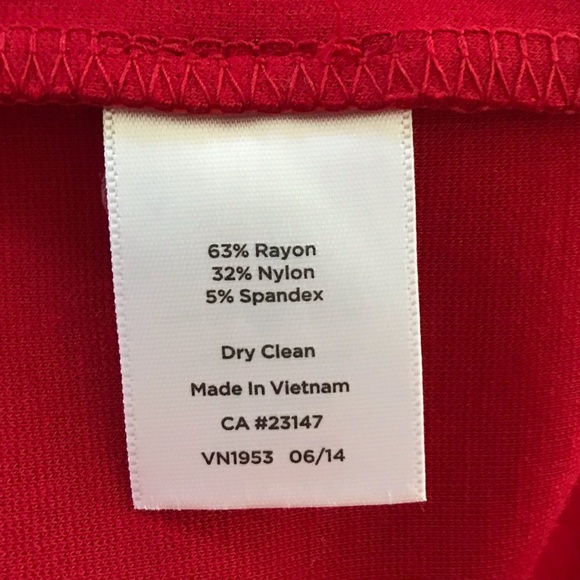 63% Rayon
32% Nylon
5% Spandex
Dry Clean
Made In Vietnam
CA #23147
VN1953 06/14